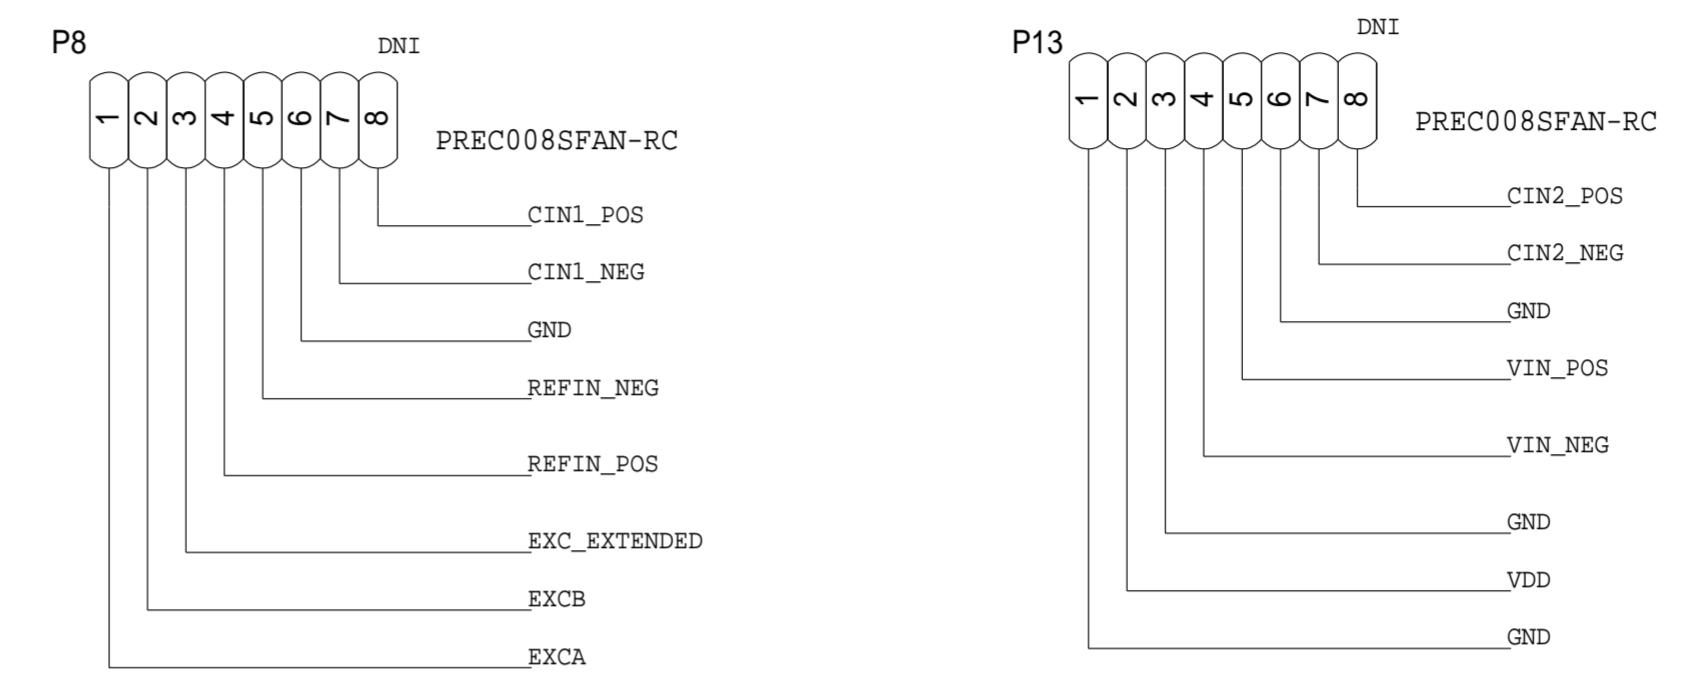 P8
DNI
1 2 3 4 5 6 7 8
PREC008SFAN-RC
CIN1_POS
CIN1_NEG
GND
REFIN_NEG
REFIN_POS
EXC_EXTENDED
EXCB
EXCA
P13
DNI
1 2 3 4 5 6 7 8
PREC008SFAN-RC
CIN2_POS
CIN2_NEG
GND
VIN_POS
VIN_NEG
GND
VDD
GND